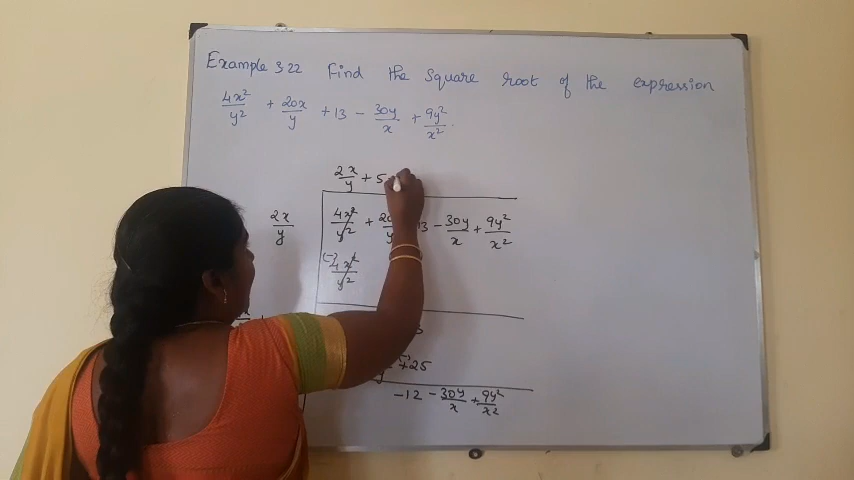 Example 3.22 Find the Square root of the expression
4x²/y² + 20x/y + 13 - 30y/x + 9y²/x².
2x/y + 5 -
2x/y 4x²/y² + 20 13 - 30y/x + 9y²/x²
(-) 4x²/y²
+25
-12 - 30y/x + 9y²/x²